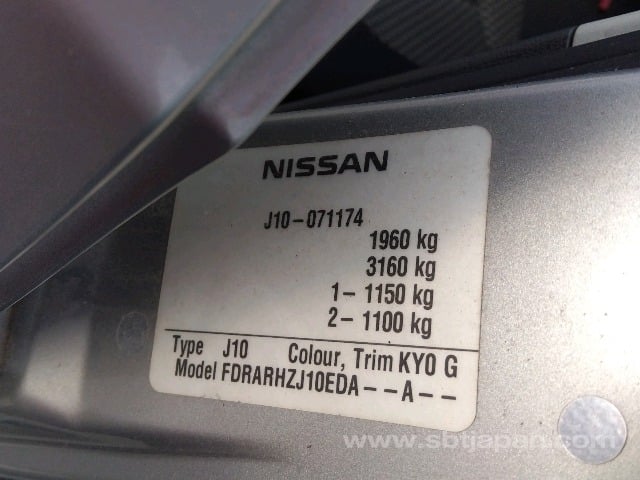 NISSAN
J10-071174
1960 kg
3160 kg
1- 1150 kg
2- 1100 kg
Type J10 Colour, Trim KY0 G
Model FDRARHZJ10EDA--A--
www.sbtjapan.com